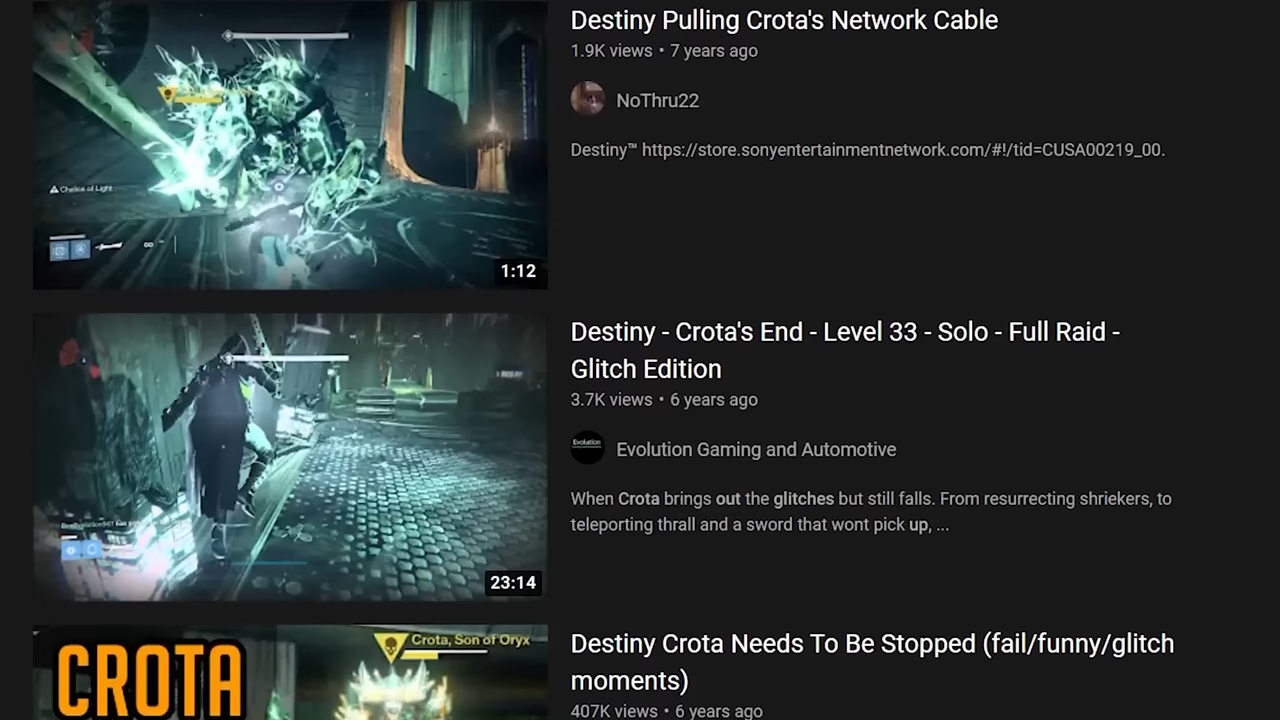 Destiny Pulling Crota's Network Cable
1.9K views • 7 years ago
NoThru22
Destiny™ https://store.sonyentertainmentnetwork.com/#!/tid=CUSA00219_00.
Chalice of Light
1:12
Destiny - Crota's End - Level 33 - Solo - Full Raid -
Glitch Edition
3.7K views • 6 years ago
Evolution
Evolution Gaming and Automotive
When Crota brings out the glitches but still falls. From resurrecting shriekers, to
teleporting thrall and a sword that wont pick up, ...
23:14
CROTA
Crota, Son of Oryx
Destiny Crota Needs To Be Stopped (fail/funny/glitch
moments)
407K views • 6 years ago